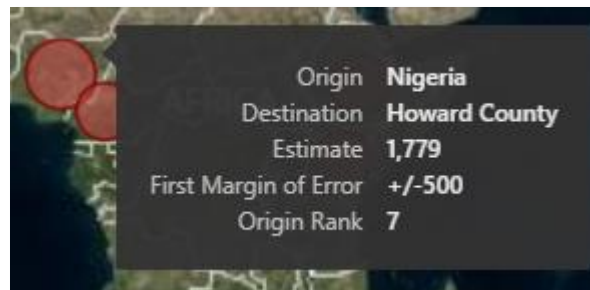 Origin Nigeria
Destination Howard County
Estimate 1,779
First Margin of Error +/-500
Origin Rank 7